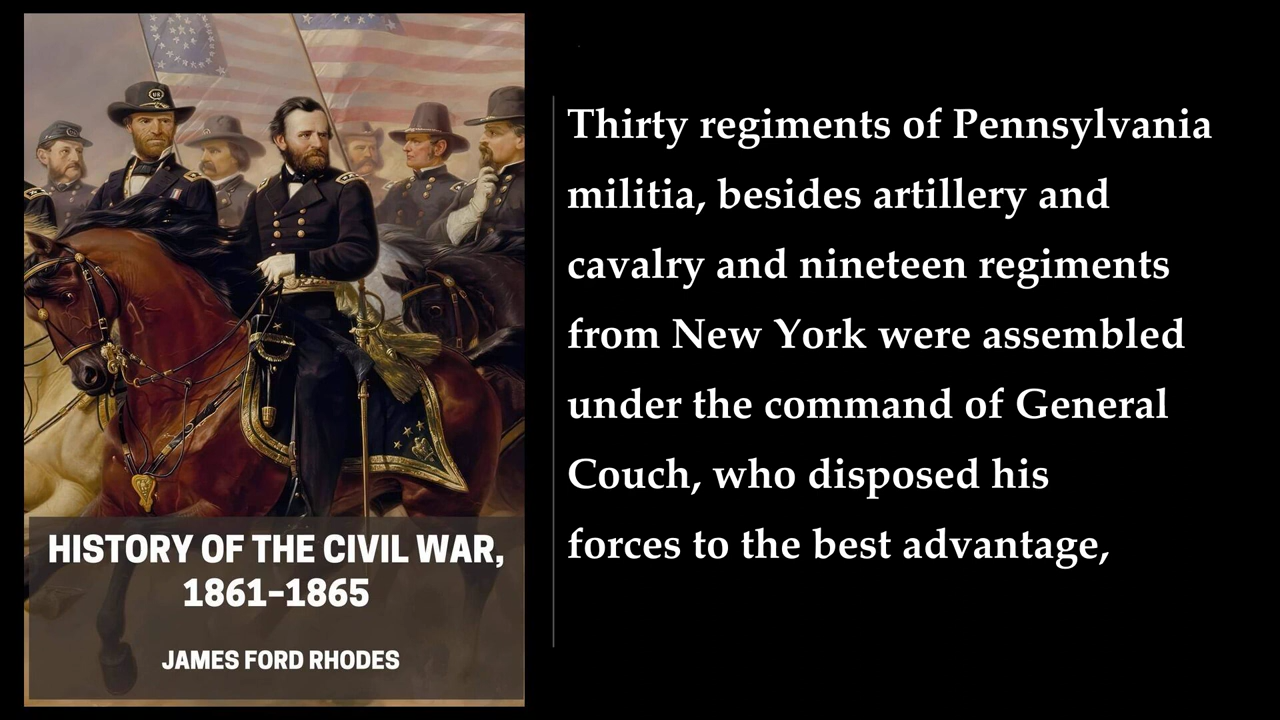 HISTORY OF THE CIVIL WAR,
1861–1865
JAMES FORD RHODES
Thirty regiments of Pennsylvania
militia, besides artillery and
cavalry and nineteen regiments
from New York were assembled
under the command of General
Couch, who disposed his
forces to the best advantage,